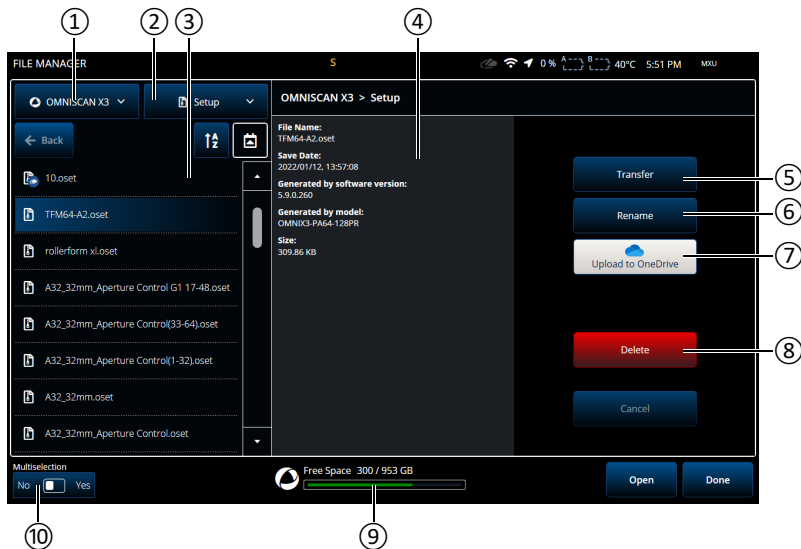 ① ② ③ ④
FILE MANAGER S 0 % A B 40°C 5:51 PM MXU
OMNISCAN X3 Setup OMNISCAN X3 > Setup
Back A Z
File Name:
TFM64-A2.oset
Save Date:
2022/01/12, 13:57:08
Generated by software version:
5.9.0.260
Generated by model:
OMNIX3-PA64-128PR
Size:
309.86 KB
10.oset
TFM64-A2.oset
rollerform xl.oset
A32_32mm_Aperture Control G1 17-48.oset
A32_32mm_Aperture Control(33-64).oset
A32_32mm_Aperture Control(1-32).oset
A32_32mm.oset
A32_32mm_Aperture Control.oset
Transfer ⑤
Rename ⑥
Upload to OneDrive ⑦
Delete ⑧
Cancel
Multiselection
No Yes
Free Space 300 / 953 GB
Open Done
⑩ ⑨